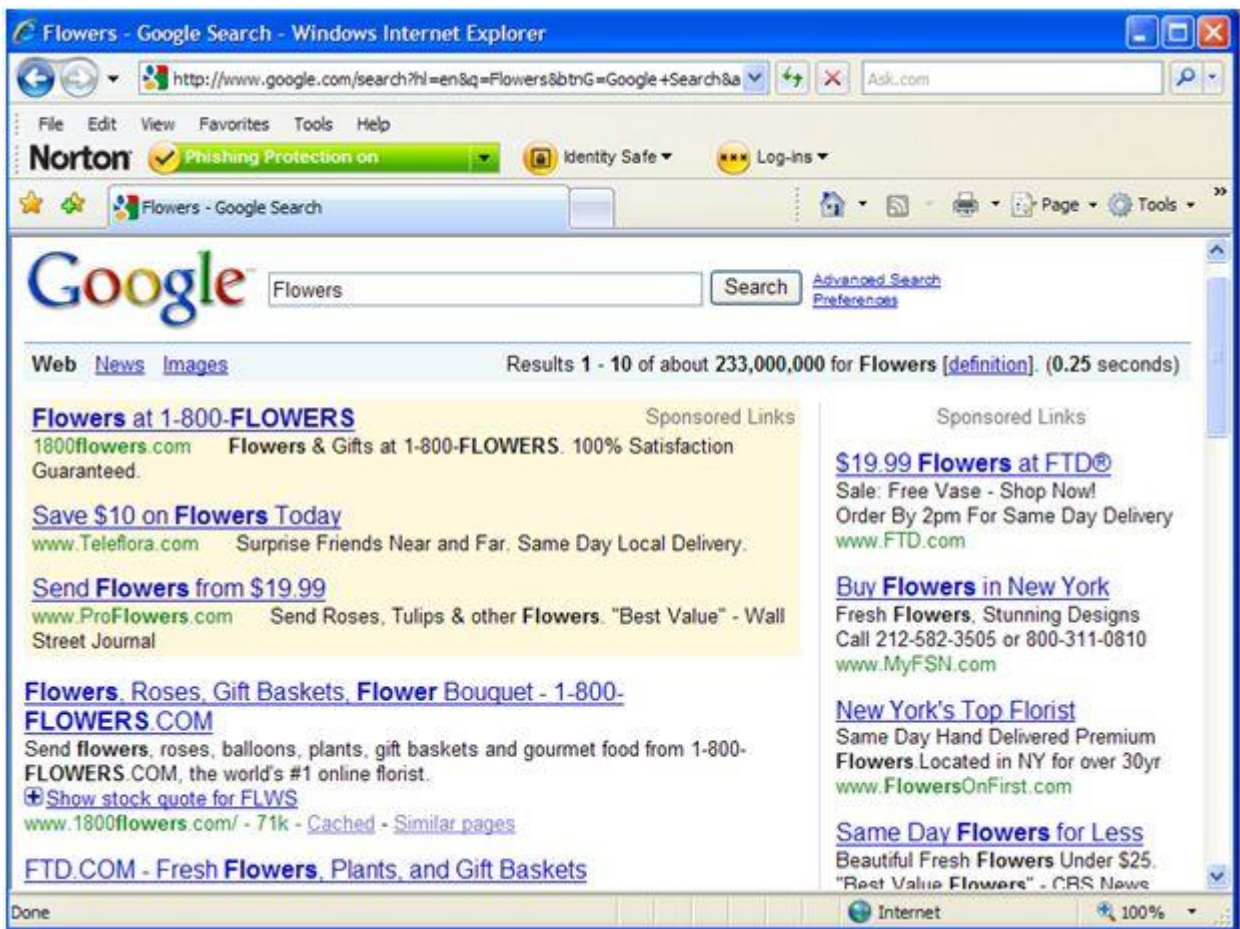 Flowers - Google Search - Windows Internet Explorer
http://www.google.com/search?hl=en&q=Flowers&btnG=Google+Search&a
Ask.com
File Edit View Favorites Tools Help
Norton Phishing Protection on Identity Safe Log-ins
Flowers - Google Search
Page Tools
Google Flowers Search Advanced Search
Preferences
Web News Images Results 1 - 10 of about 233,000,000 for Flowers [definition]. (0.25 seconds)
Flowers at 1-800-FLOWERS Sponsored Links
1800flowers.com Flowers & Gifts at 1-800-FLOWERS. 100% Satisfaction
Guaranteed.
Save $10 on Flowers Today
www.Teleflora.com Surprise Friends Near and Far. Same Day Local Delivery.
Send Flowers from $19.99
www.ProFlowers.com Send Roses, Tulips & other Flowers. "Best Value" - Wall
Street Journal
Flowers, Roses, Gift Baskets, Flower Bouquet - 1-800-
FLOWERS.COM
Send flowers, roses, balloons, plants, gift baskets and gourmet food from 1-800-
FLOWERS.COM, the world's #1 online florist.
Show stock quote for FLWS
www.1800flowers.com/ - 71k - Cached - Similar pages
FTD.COM - Fresh Flowers, Plants, and Gift Baskets
Sponsored Links
$19.99 Flowers at FTD®
Sale: Free Vase - Shop Now!
Order By 2pm For Same Day Delivery
www.FTD.com
Buy Flowers in New York
Fresh Flowers, Stunning Designs
Call 212-582-3505 or 800-311-0810
www.MyFSN.com
New York's Top Florist
Same Day Hand Delivered Premium
Flowers.Located in NY for over 30yr
www.FlowersOnFirst.com
Same Day Flowers for Less
Beautiful Fresh Flowers Under $25.
"Best Value Flowers" - CBS News
Done Internet 100%